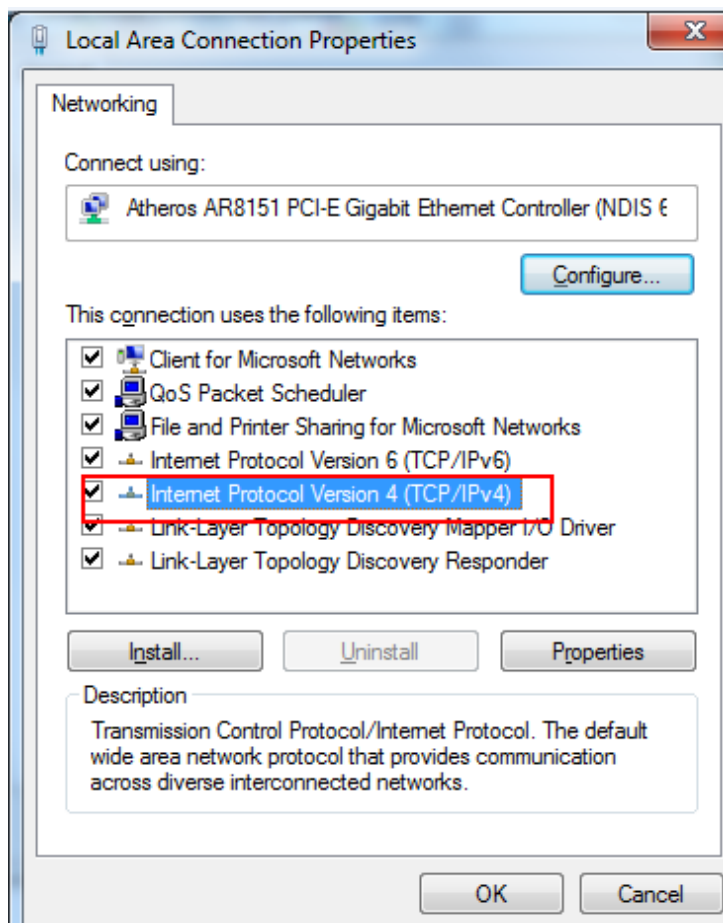 Local Area Connection Properties
Networking
Connect using:
Atheros AR8151 PCI-E Gigabit Ethernet Controller (NDIS 6
Configure...
This connection uses the following items:
Client for Microsoft Networks
QoS Packet Scheduler
File and Printer Sharing for Microsoft Networks
Internet Protocol Version 6 (TCP/IPv6)
Internet Protocol Version 4 (TCP/IPv4)
Link-Layer Topology Discovery Mapper I/O Driver
Link-Layer Topology Discovery Responder
Install... Uninstall Properties
Description
Transmission Control Protocol/Internet Protocol. The default
wide area network protocol that provides communication
across diverse interconnected networks.
OK Cancel